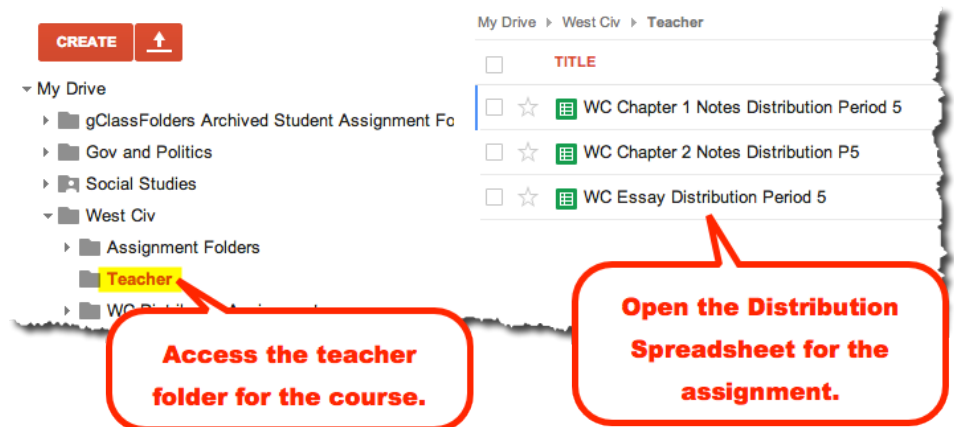 CREATE
My Drive
gClassFolders Archived Student Assignment Fo
Gov and Politics
Social Studies
West Civ
Assignment Folders
Teacher
WC
Access the teacher
folder for the course.
My Drive West Civ Teacher
TITLE
WC Chapter 1 Notes Distribution Period 5
WC Chapter 2 Notes Distribution P5
WC Essay Distribution Period 5
Open the Distribution
Spreadsheet for the
assignment.